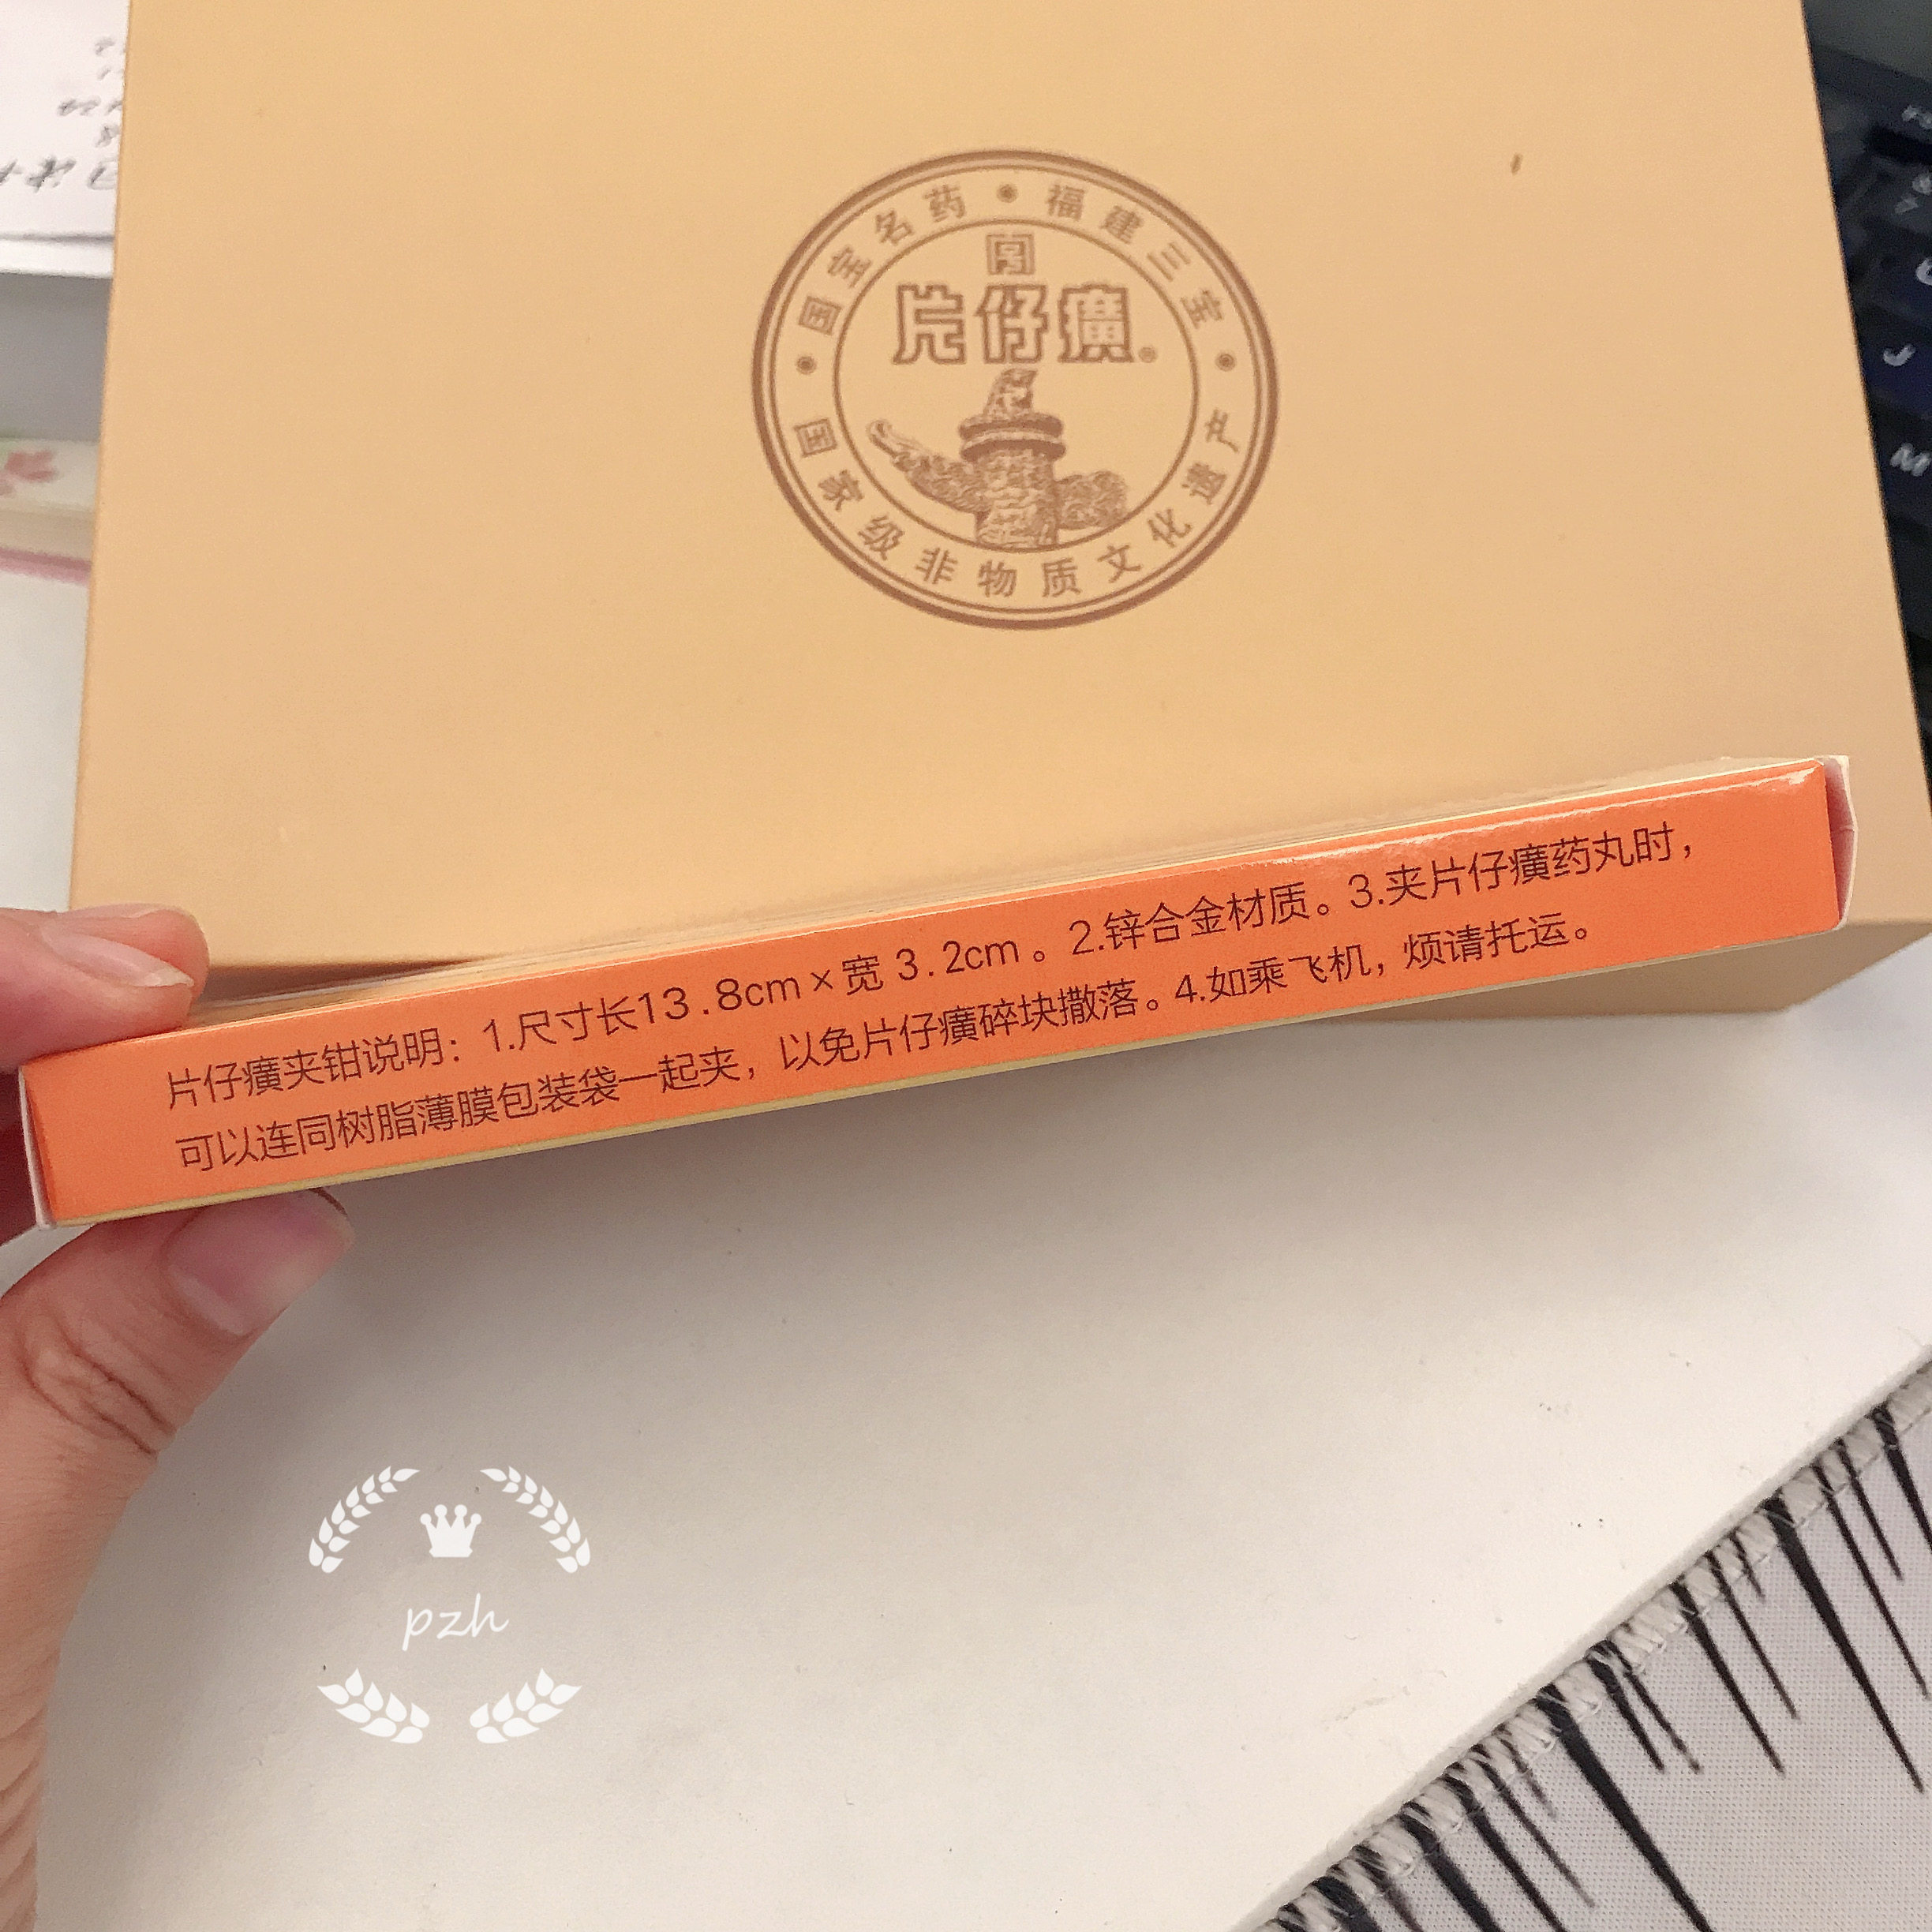 国宝名药•福建三宝
片仔癀®
国家级非物质文化遗产
片仔癀夹钳说明：1.尺寸长13.8cm×宽3.2cm。2.锌合金材质。3.夹片仔癀药丸时，
可以连同树脂薄膜包装袋一起夹，以免片仔癀碎块撒落。4.如乘飞机，烦请托运。
J
M
pzh